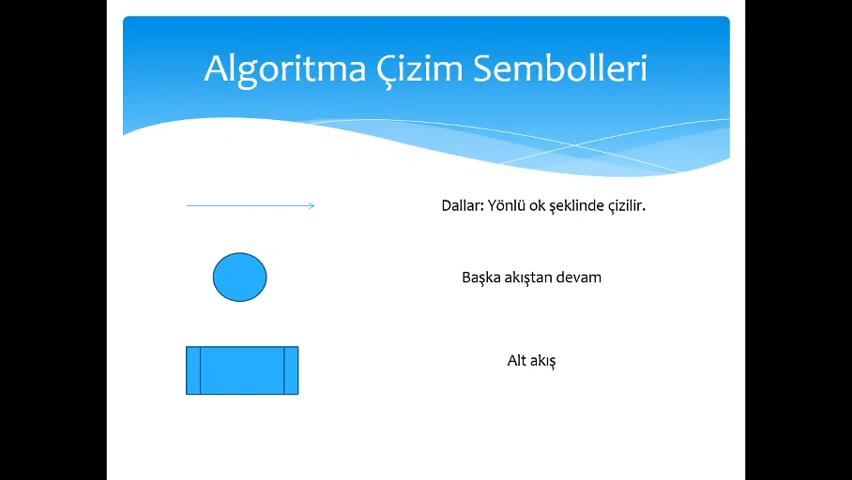 Algoritma Çizim Sembolleri
Dallar: Yönlü ok şeklinde çizilir.
Başka akıştan devam
Alt akış